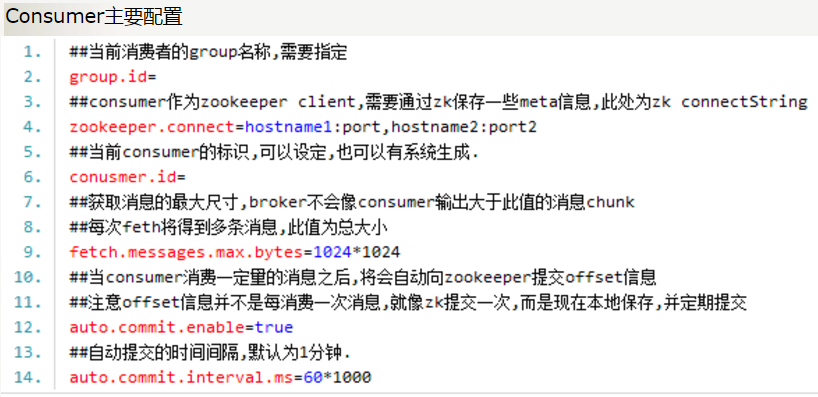 Consumer主要配置
1. ##当前消费者的group名称,需要指定
2. group.id=
3. ##consumer作为zookeeper client,需要通过zk保存一些meta信息,此处为zk connectString
4. zookeeper.connect=hostname1:port,hostname2:port2
5. ##当前consumer的标识,可以设定,也可以有系统生成.
6. conusmer.id=
7. ##获取消息的最大尺寸,broker不会像consumer输出大于此值的消息chunk
8. ##每次feth将得到多条消息,此值为总大小
9. fetch.messages.max.bytes=1024*1024
10. ##当consumer消费一定量的消息之后,将会自动向zookeeper提交offset信息
11. ##注意offset信息并不是每消费一次消息,就像zk提交一次,而是现在本地保存,并定期提交
12. auto.commit.enable=true
13. ##自动提交的时间间隔,默认为1分钟.
14. auto.commit.interval.ms=60*1000